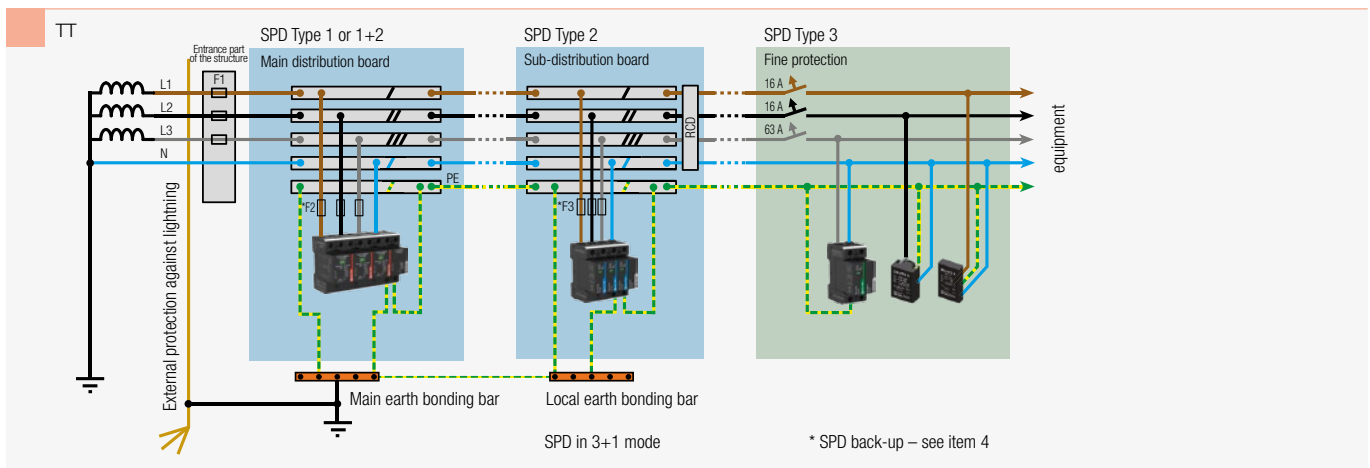 TT
SPD Type 1 or 1+2
SPD Type 2
SPD Type 3
Entrance part
of the structure
Main distribution board
Sub-distribution board
Fine protection
F1
L1
L2
L3
N
PE
16 A
16 A
63 A
RCD
equipment
*F2
*F3
External protection against lightning
Main earth bonding bar
Local earth bonding bar
SPD in 3+1 mode
* SPD back-up – see item 4